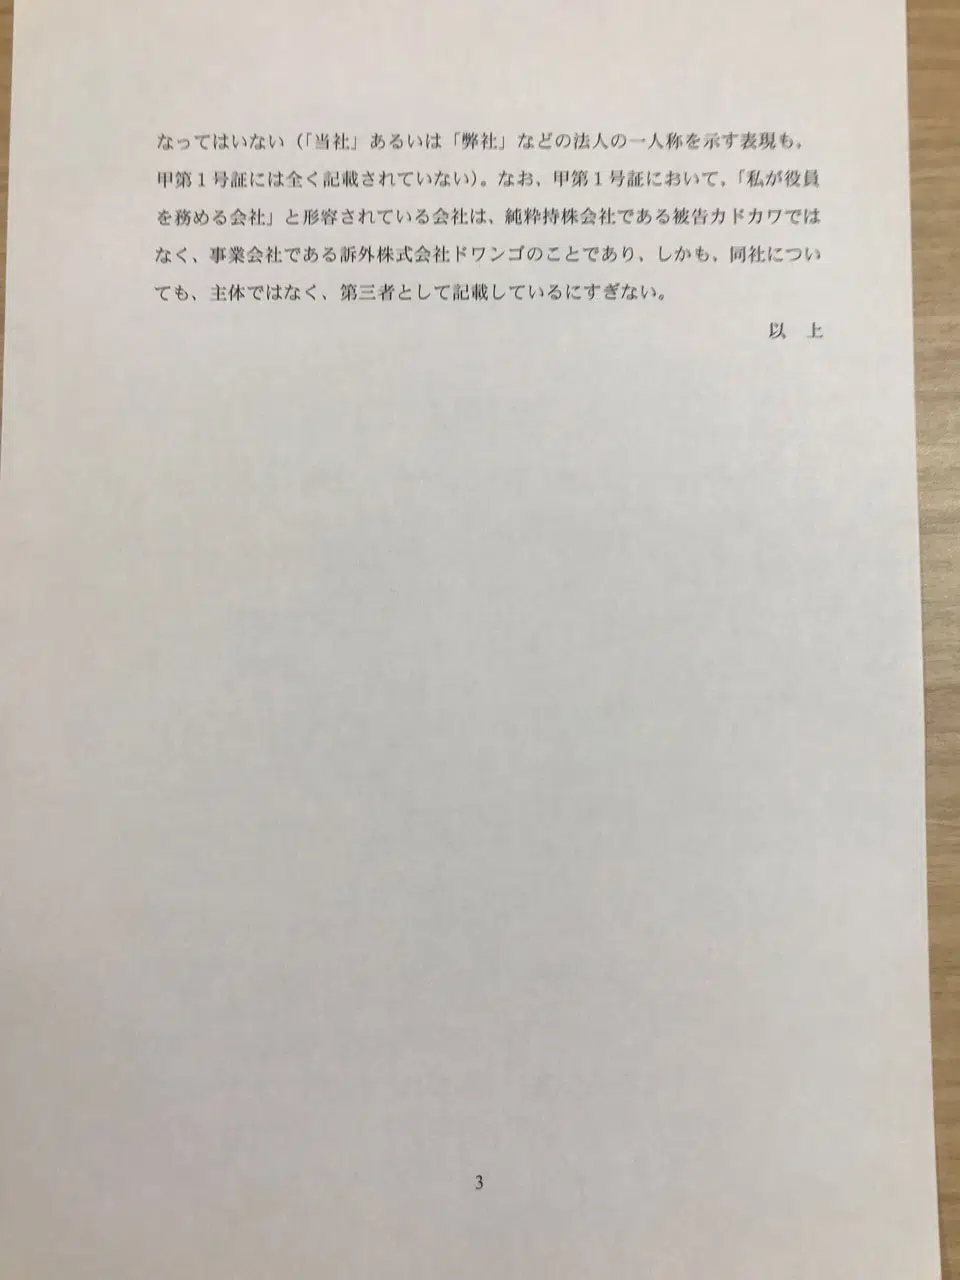 なってはいない（「当社」あるいは「弊社」などの法人の一人称を示す表現も，
甲第１号証には全く記載されていない）。なお、甲第１号証において，「私が役員
を務める会社」と形容されている会社は、純粋持株会社である被告カドカワでは
なく、事業会社である訴外株式会社ドワンゴのことであり，しかも，同社につい
ても、主体ではなく、第三者として記載しているにすぎない。
以　上
3